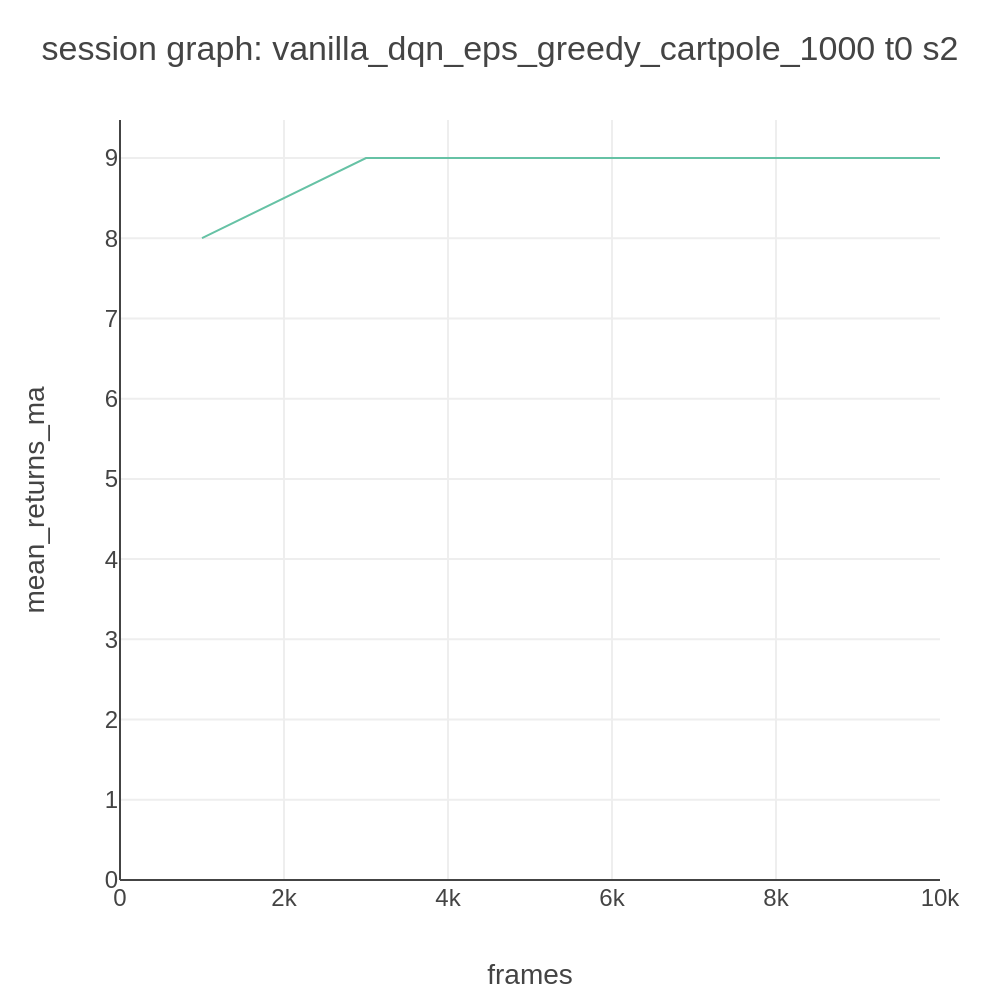 session graph: vanilla_dqn_eps_greedy_cartpole_1000 t0 s2
9
8
7
6
5
4
3
2
1
0
mean_returns_ma
0 2k 4k 6k 8k 10k
frames